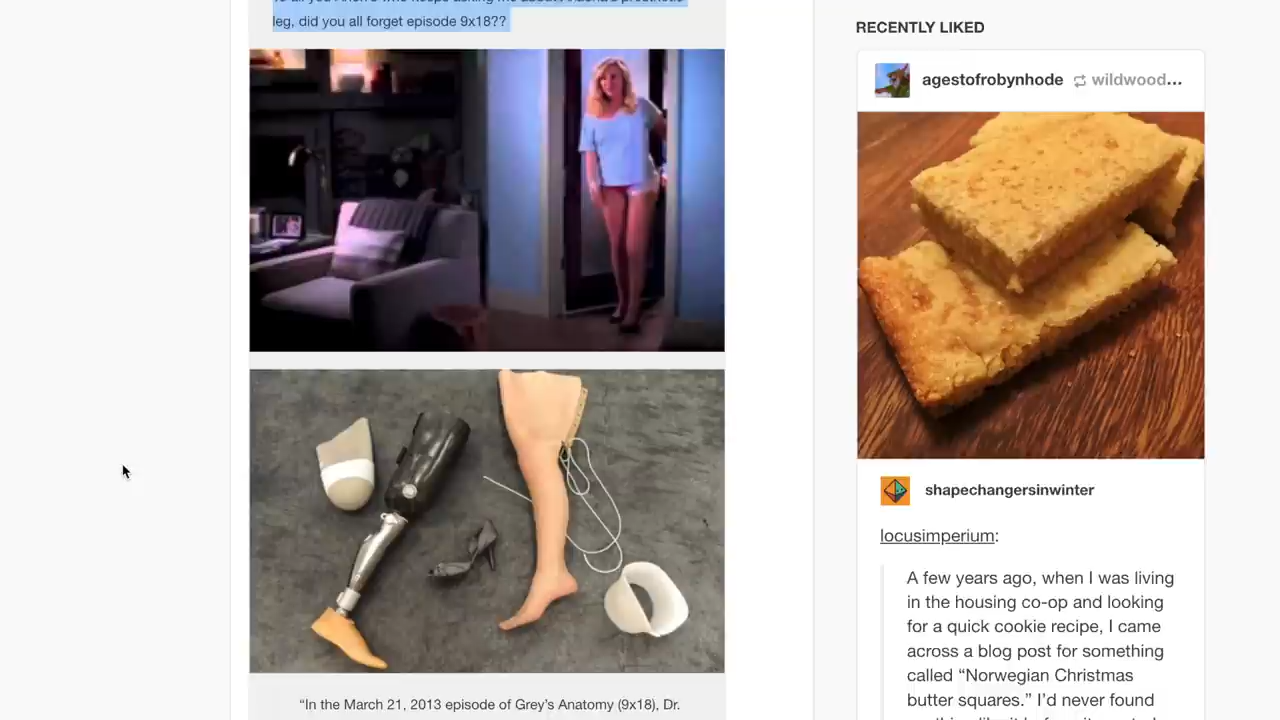 leg, did you all forget episode 9x18??
“In the March 21, 2013 episode of Grey’s Anatomy (9x18), Dr.
RECENTLY LIKED
agestofrobynhode wildwood...
shapechangersinwinter
locusimperium:
A few years ago, when I was living
in the housing co-op and looking
for a quick cookie recipe, I came
across a blog post for something
called “Norwegian Christmas
butter squares.” I’d never found